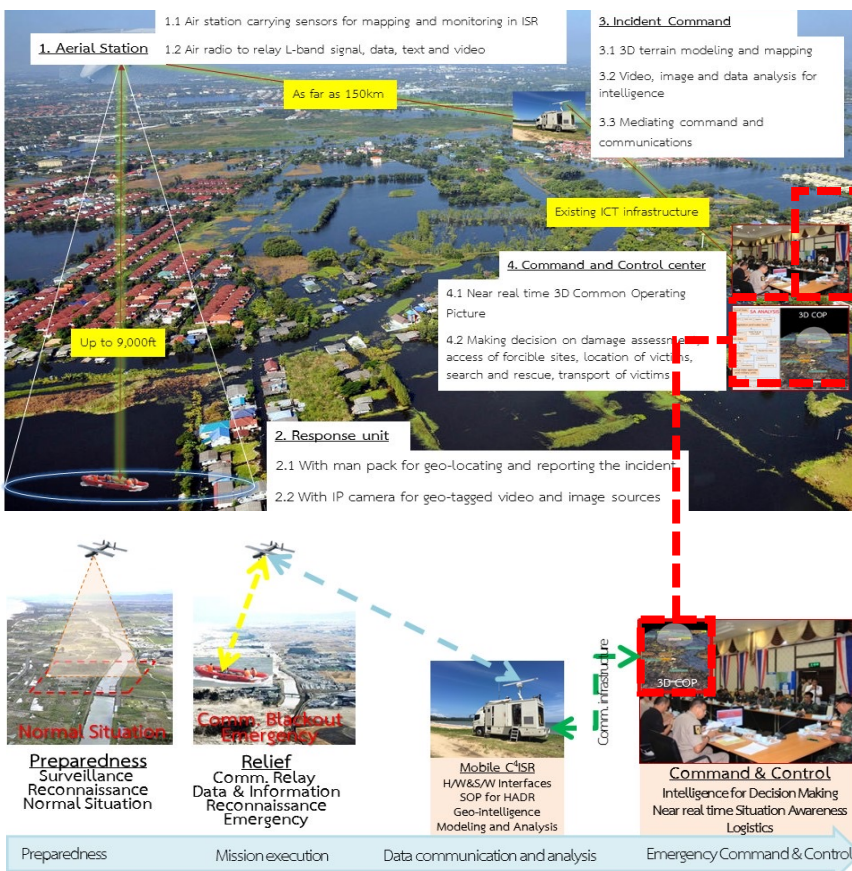 1.1 Air station carrying sensors for mapping and monitoring in ISR
1. Aerial Station
1.2 Air radio to relay L-band signal, data, text and video
As far as 150km
3. Incident Command
3.1 3D terrain modeling and mapping
3.2 Video, image and data analysis for
intelligence
3.3 Mediating command and
communications
Existing ICT infrastructure
4. Command and Control center
4.1 Near real time 3D Common Operating
Picture
4.2 Making decision on damage assessment,
access of forcible sites, location of victims,
search and rescue, transport of victims
SA ANALYSIS
3D COP
Up to 9,000ft
2. Response unit
2.1 With man pack for geo-locating and reporting the incident
2.2 With IP camera for geo-tagged video and image sources
Normal Situation
Preparedness
Surveillance
Reconnaissance
Normal Situation
Comm. Blackout
Emergency
Relief
Comm. Relay
Data & Information
Reconnaissance
Emergency
Mobile C⁴ISR
H/W&S/W Interfaces
SOP for HADR
Geo-intelligence
Modeling and Analysis
Comm. infrastructure
3D COP
Command & Control
Intelligence for Decision Making
Near real time Situation Awareness
Logistics
Preparedness
Mission execution
Data communication and analysis
Emergency Command & Control